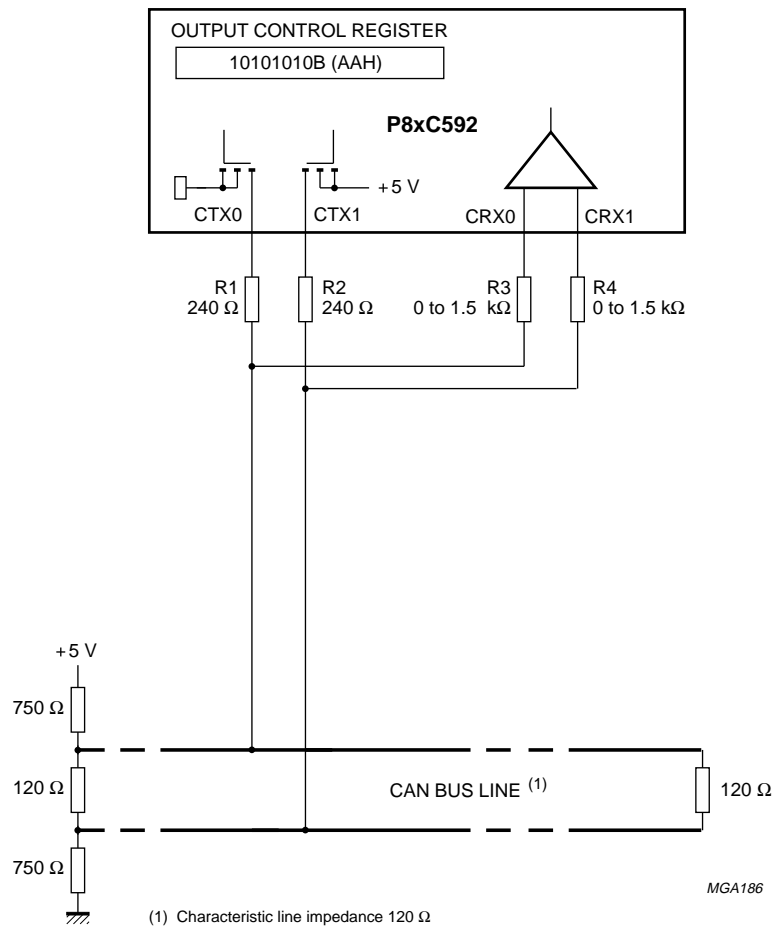 OUTPUT CONTROL REGISTER
10101010B (AAH)
P8xC592
+5 V
CTX0
CTX1
CRX0
CRX1
R1
240 Ω
R2
240 Ω
R3
0 to 1.5 kΩ
R4
0 to 1.5 kΩ
+5 V
750 Ω
120 Ω
CAN BUS LINE (1)
120 Ω
750 Ω
MGA186
(1) Characteristic line impedance 120 Ω